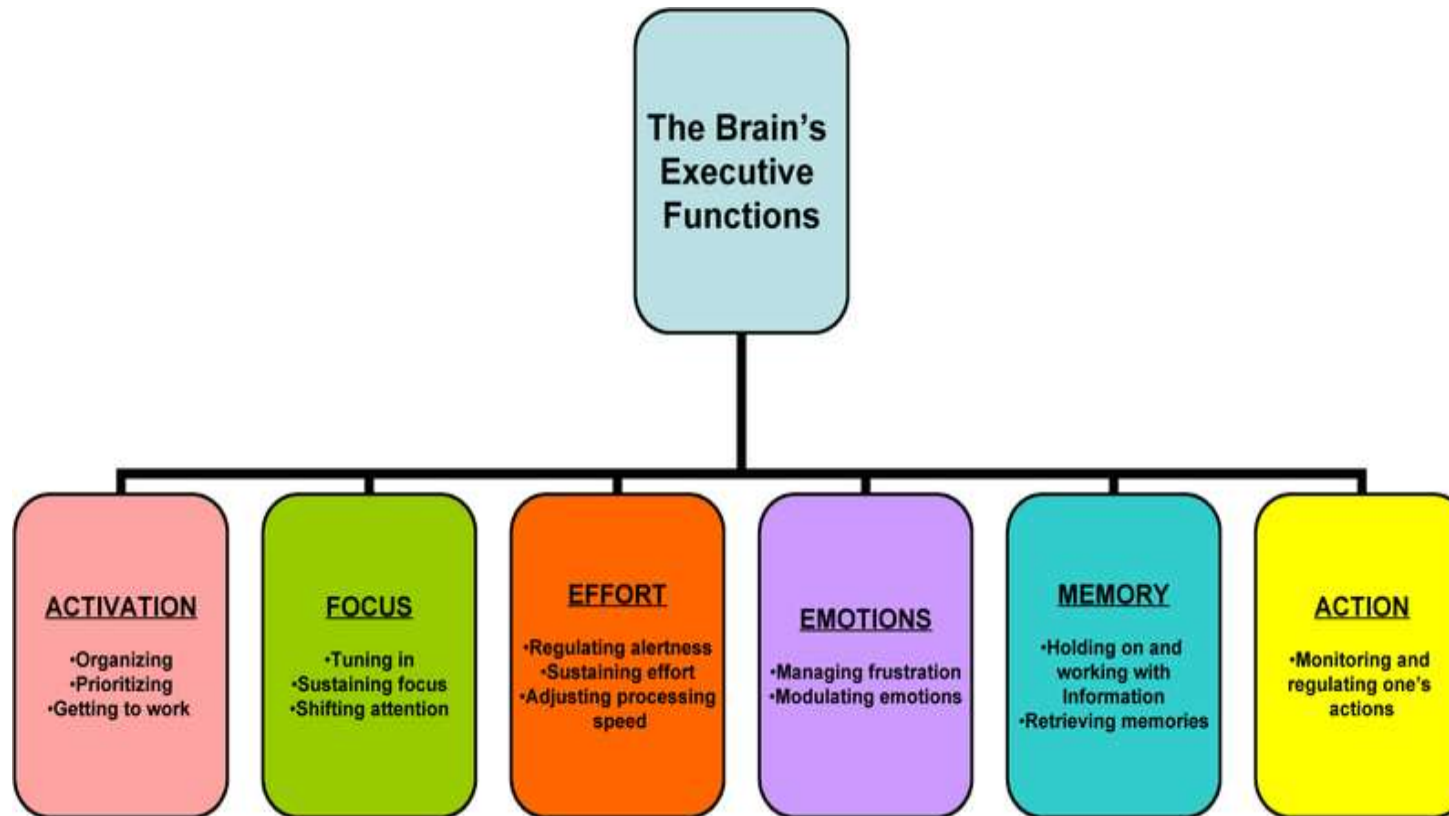 The Brain's
Executive
Functions
ACTIVATION
•Organizing
•Prioritizing
•Getting to work
FOCUS
•Tuning in
•Sustaining focus
•Shifting attention
EFFORT
•Regulating alertness
•Sustaining effort
•Adjusting processing
speed
EMOTIONS
•Managing frustration
•Modulating emotions
MEMORY
•Holding on and
working with
Information
•Retrieving memories
ACTION
•Monitoring and
regulating one's
actions